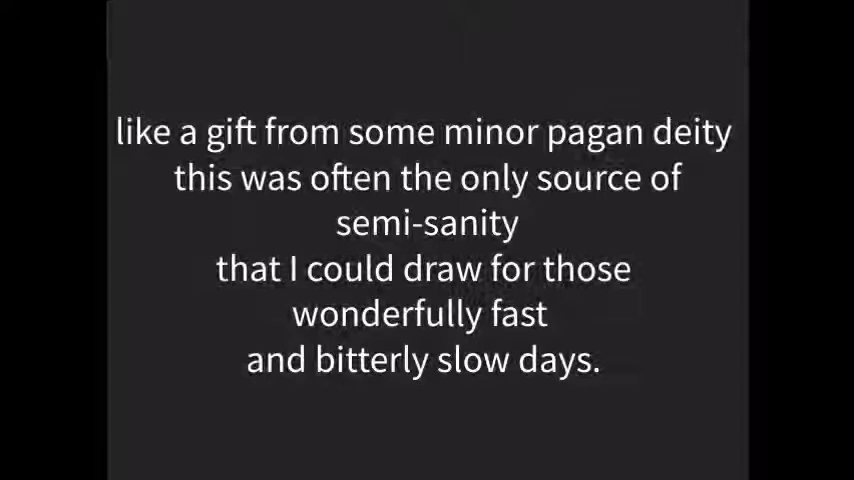 like a gift from some minor pagan deity
this was often the only source of
semi-sanity
that I could draw for those
wonderfully fast
and bitterly slow days.